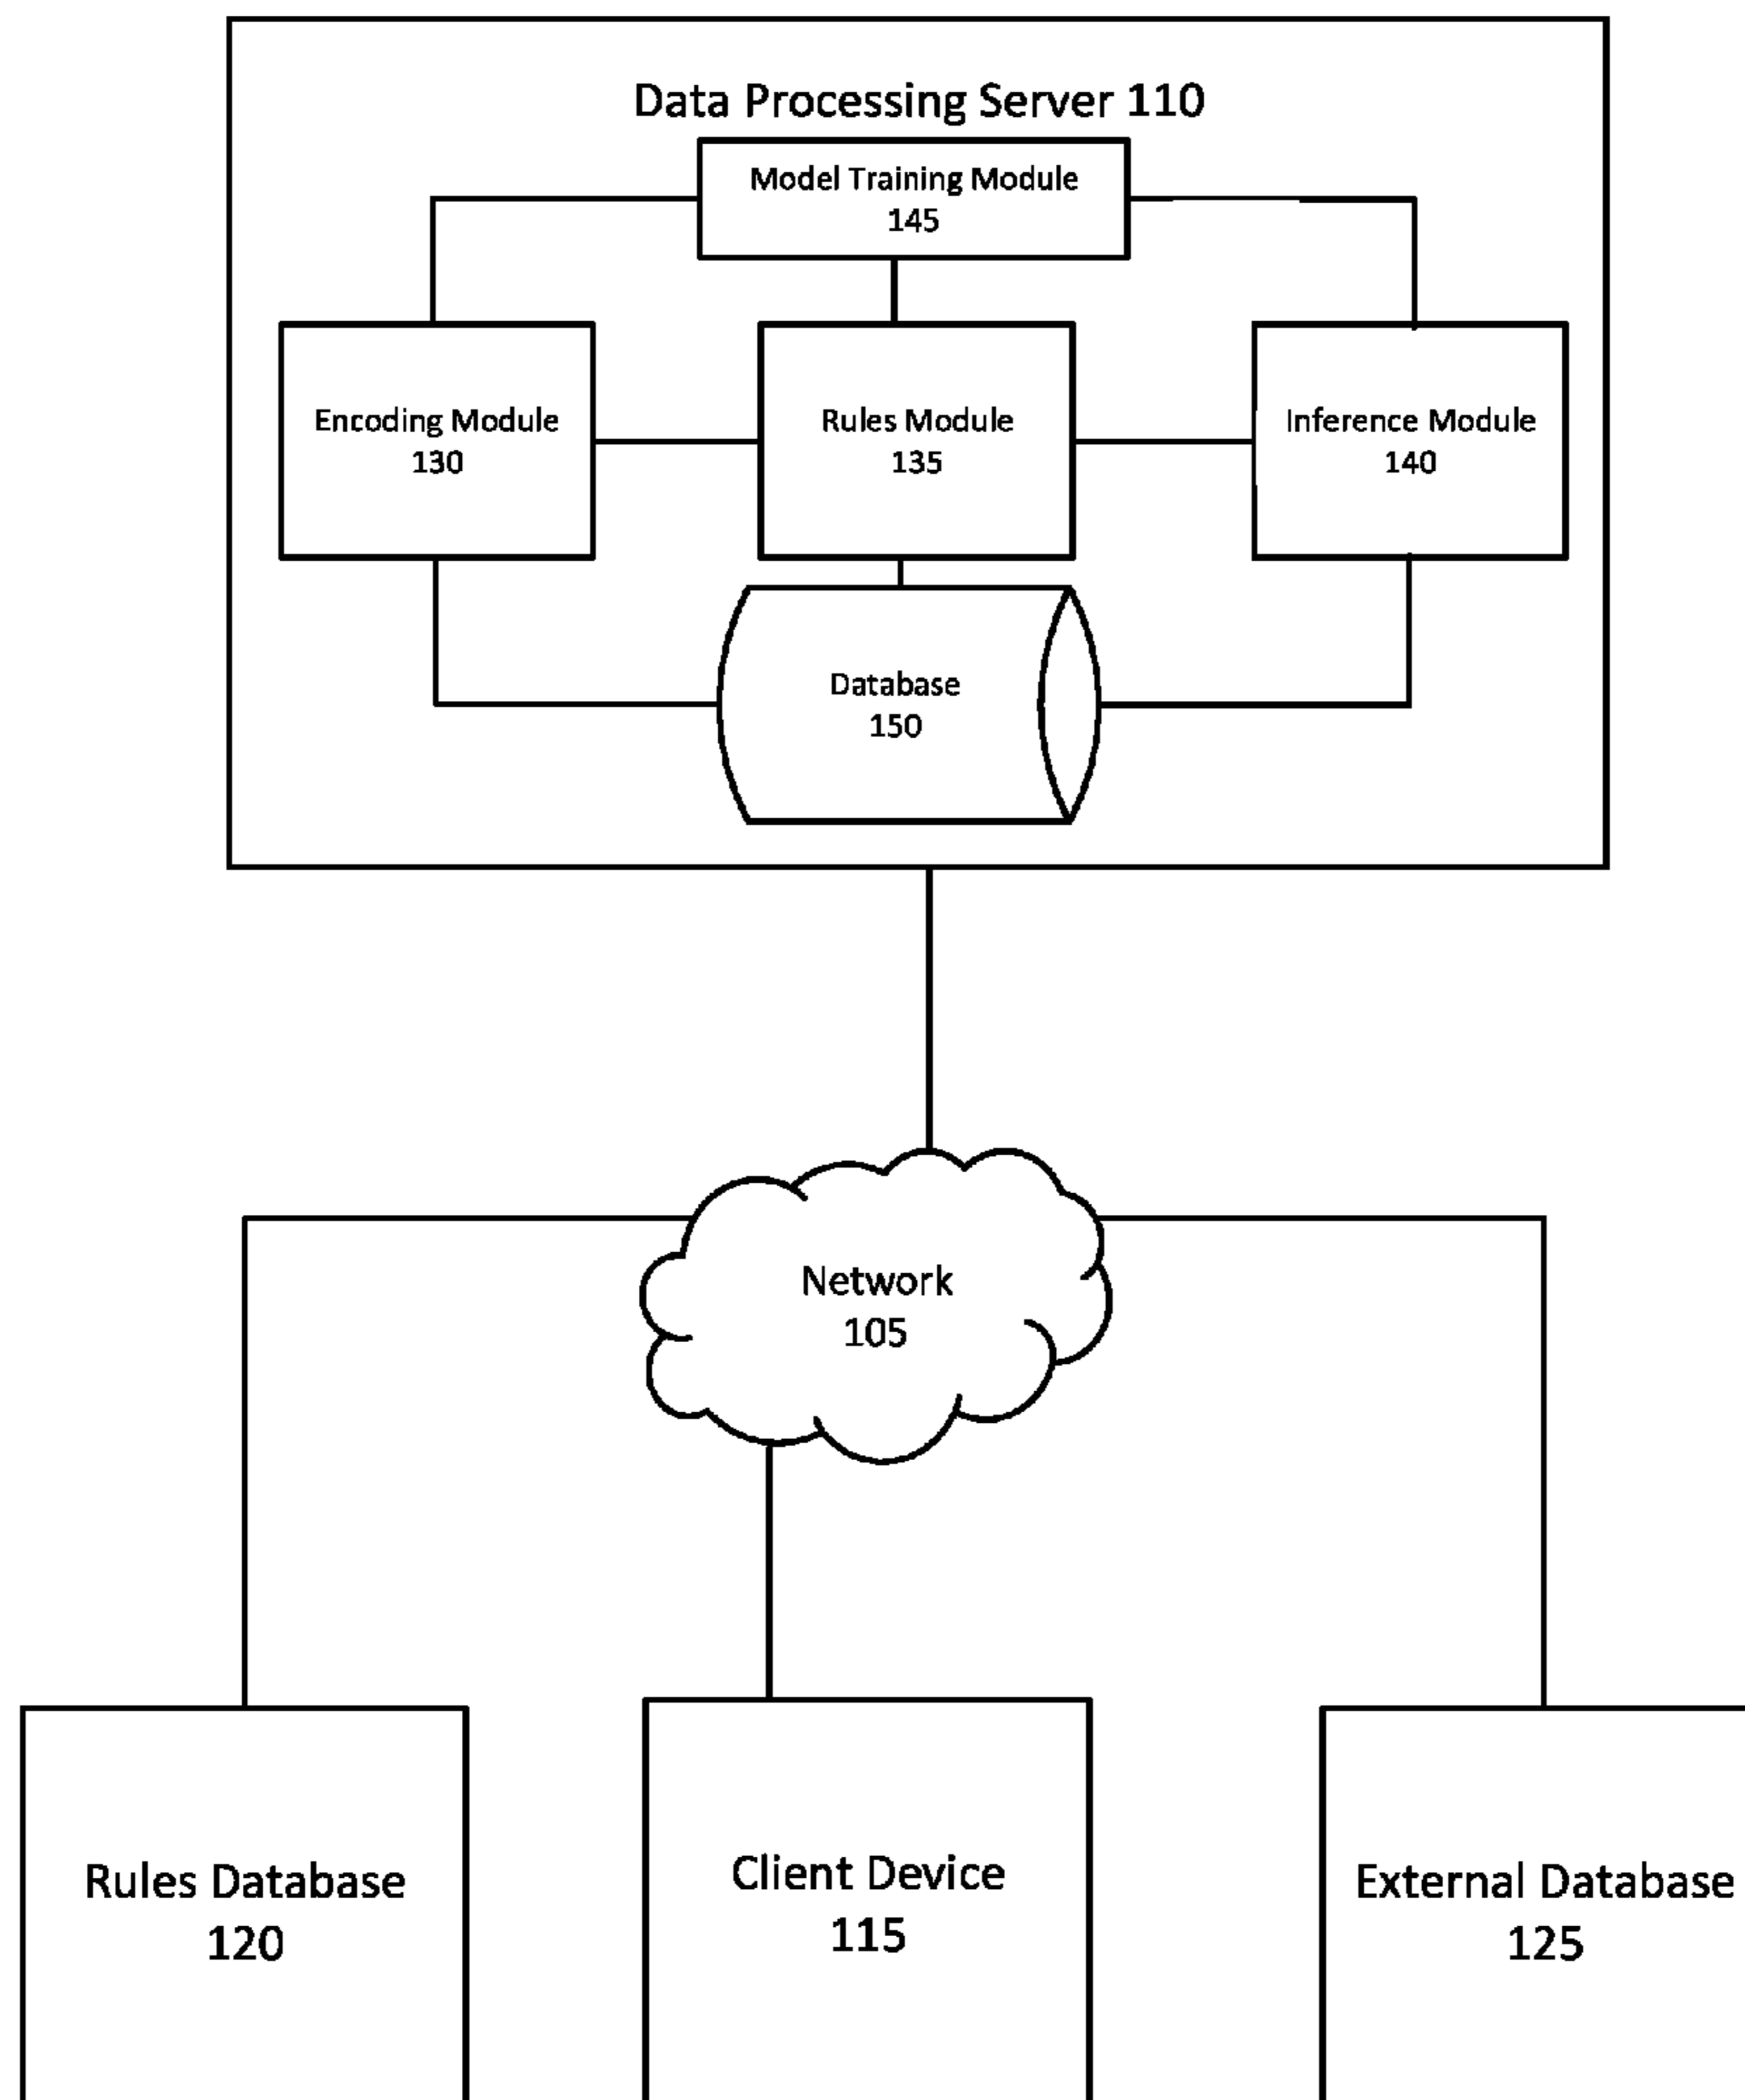 Data Processing Server 110
Model Training Module
145
Encoding Module
130
Rules Module
135
Inference Module
140
Database
150
Network
105
Rules Database
120
Client Device
115
External Database
125